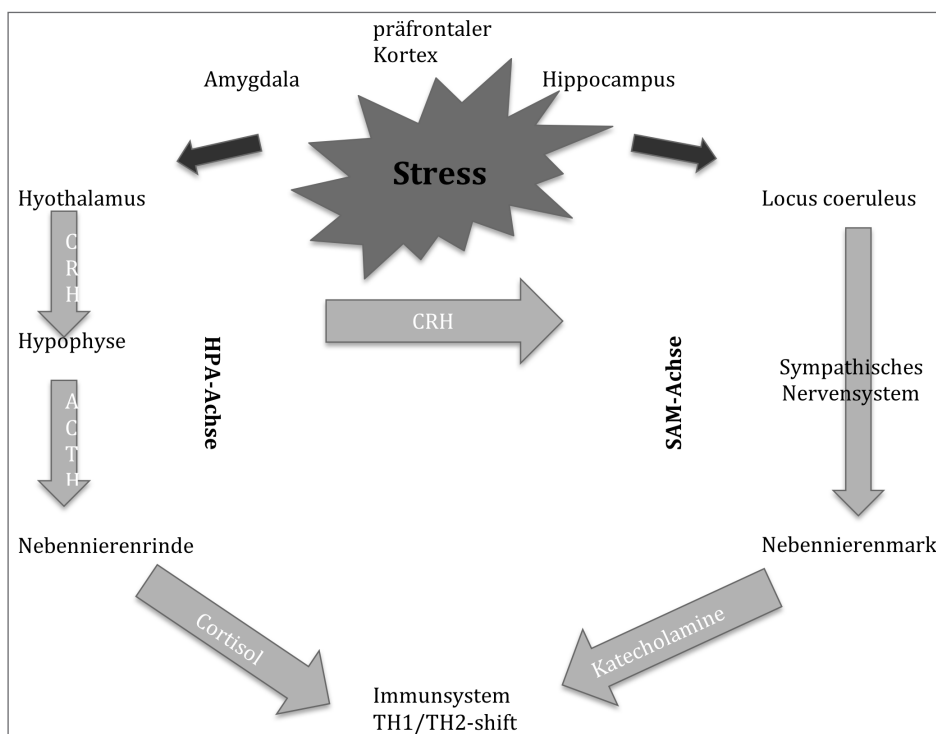 präfrontaler
Kortex
Amygdala
Hippocampus
Stress
Hyothalamus
Locus coeruleus
CRH
CRH
Hypophyse
HPA-Achse
SAM-Achse
Sympathisches
Nervensystem
ACTH
Nebennierenrinde
Nebennierenmark
Cortisol
Katecholamine
Immunsystem
TH1/TH2-shift